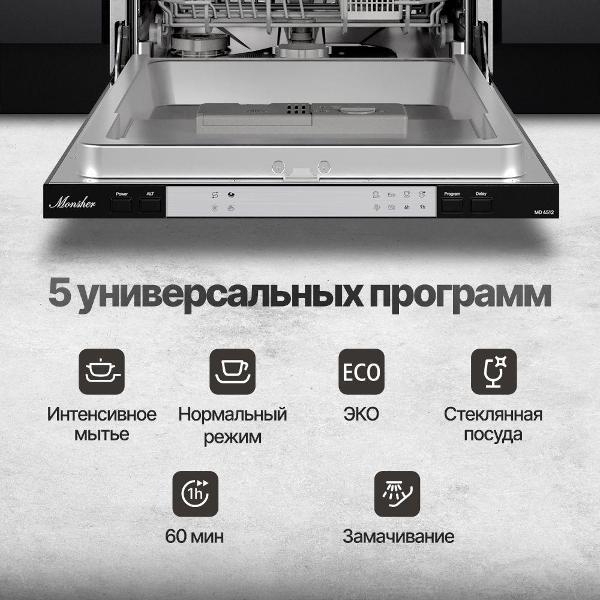 Monsher
Power
ALT
Program
Delay
MD 4502
5 универсальных программ
ECO
Интенсивное
мытье
Нормальный
режим
ЭКО
Стеклянная
посуда
1h
60 мин
Замачивание